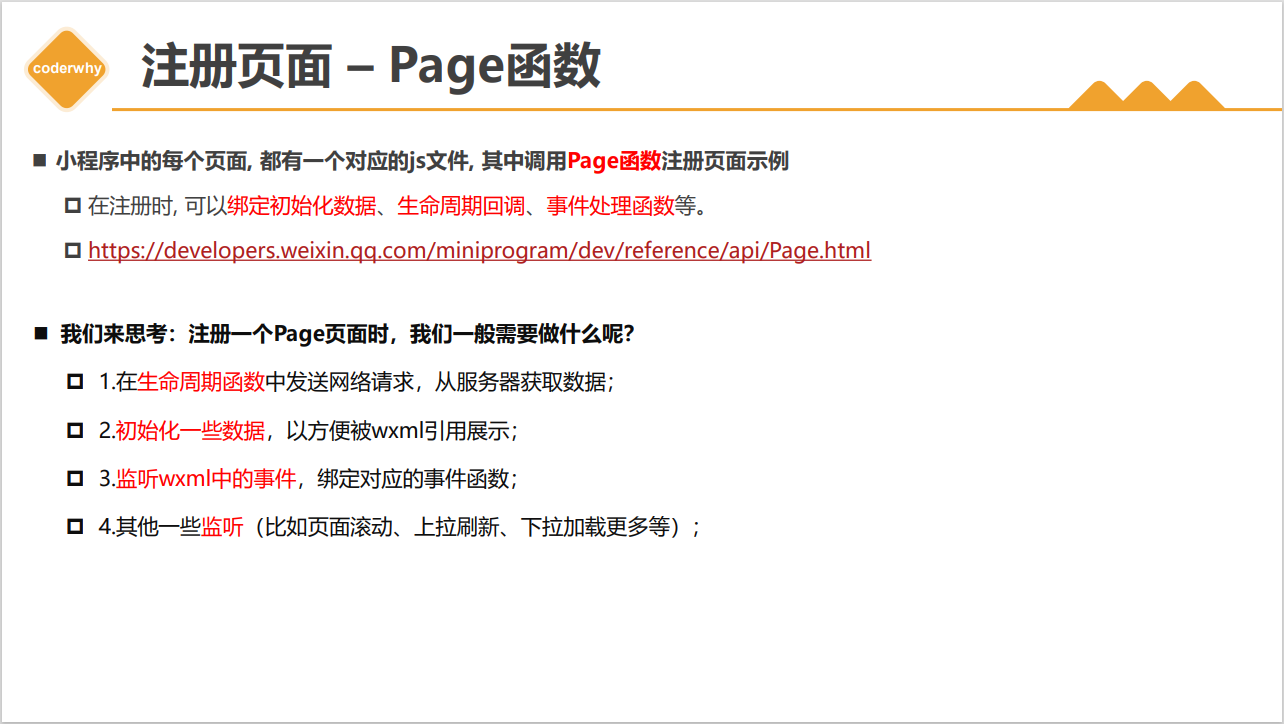 coderwhy
注册页面 – Page函数
小程序中的每个页面, 都有一个对应的js文件, 其中调用Page函数注册页面示例
在注册时, 可以绑定初始化数据、生命周期回调、事件处理函数等。
https://developers.weixin.qq.com/miniprogram/dev/reference/api/Page.html
我们来思考：注册一个Page页面时，我们一般需要做什么呢？
1.在生命周期函数中发送网络请求，从服务器获取数据；
2.初始化一些数据，以方便被wxml引用展示；
3.监听wxml中的事件，绑定对应的事件函数；
4.其他一些监听（比如页面滚动、上拉刷新、下拉加载更多等）；